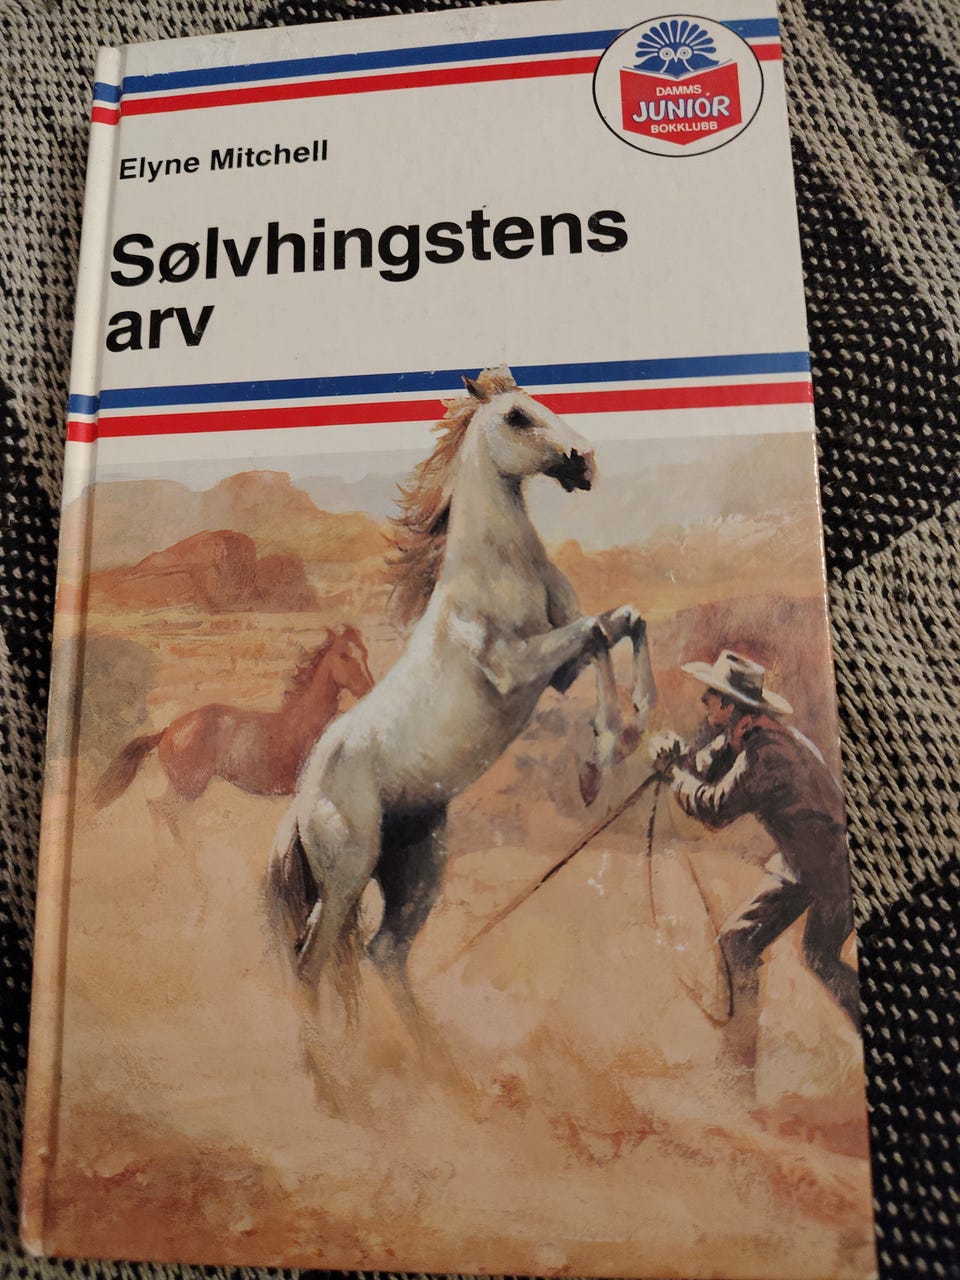 DAMMS
JUNIOR
BOKKLUBB
Elyne Mitchell
Sølvhingstens
arv